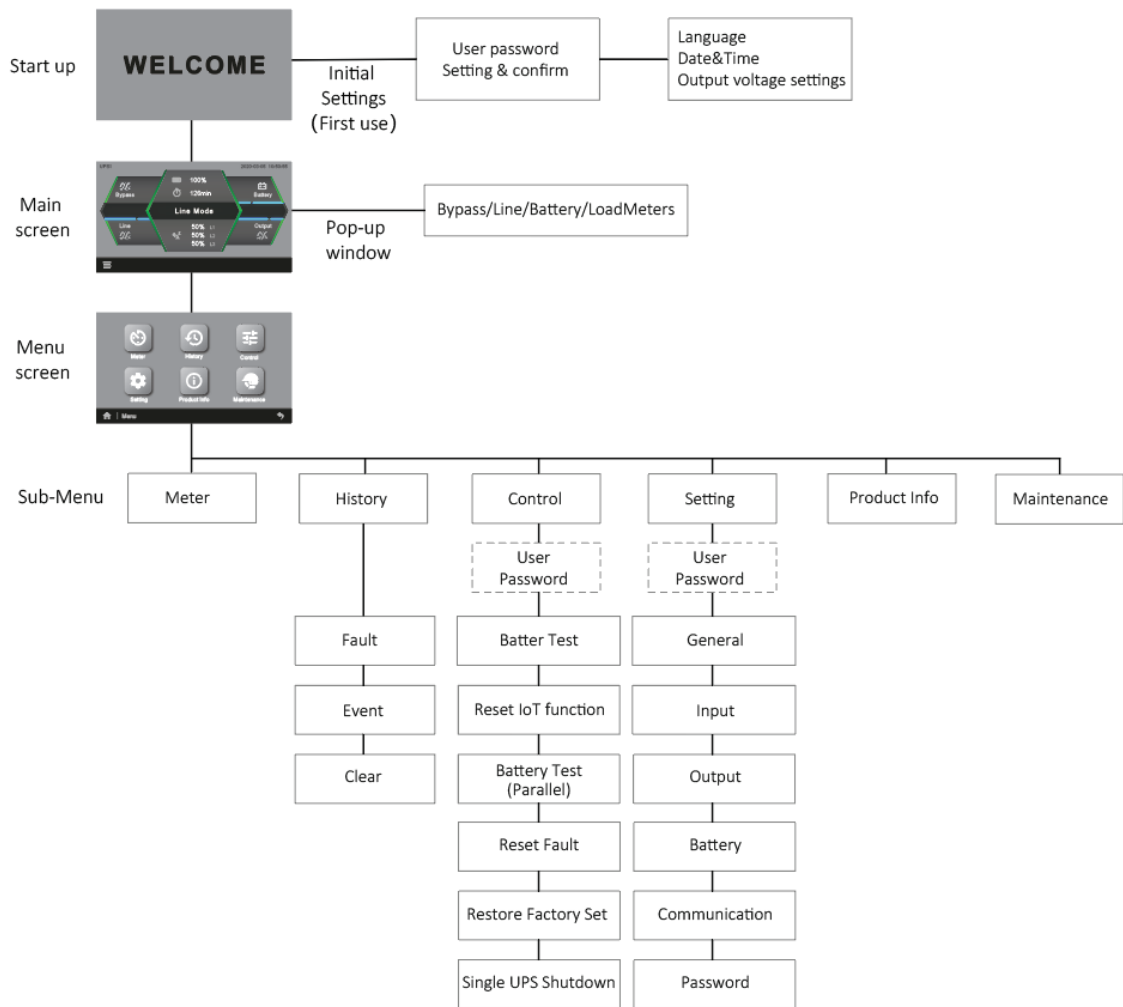 Start up
WELCOME
Initial
Settings
(First use)
User password
Setting & confirm
Language
Date&Time
Output voltage settings
Main
screen
100%
126min
Bypass
Battery
Line Mode
Line
Output
50% L1
50% L2
50% L3
Pop-up
window
Bypass/Line/Battery/LoadMeters
Menu
screen
Meter
History
Control
Setting
Product Info
Maintenance
Menu
Sub-Menu
Meter
History
Control
Setting
Product Info
Maintenance
User
Password
User
Password
Fault
Batter Test
General
Event
Reset IoT function
Input
Clear
Battery Test
(Parallel)
Output
Reset Fault
Battery
Restore Factory Set
Communication
Single UPS Shutdown
Password